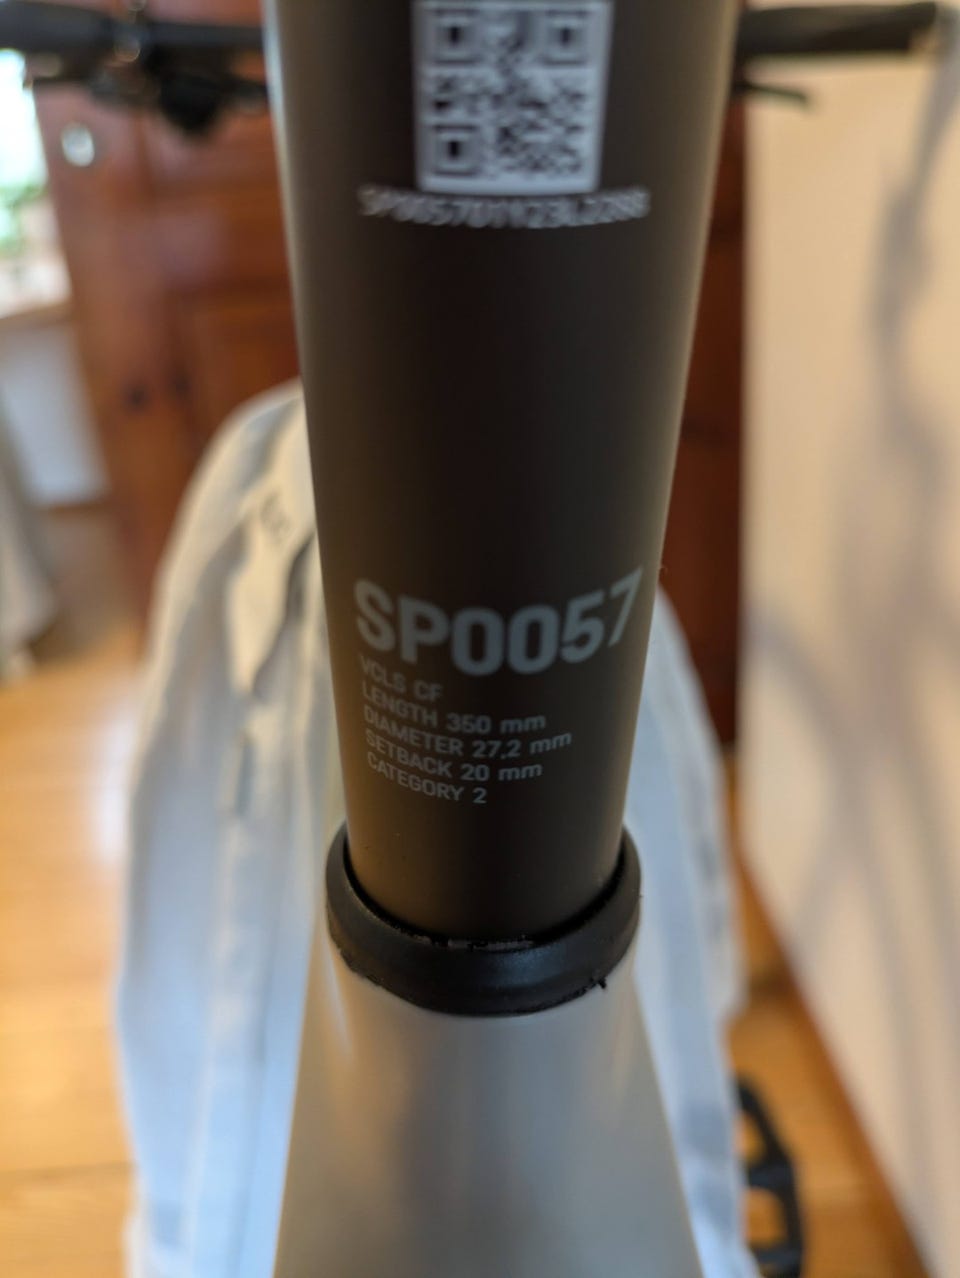 SP0057
VCLS CF
LENGTH 350 mm
DIAMETER 27,2 mm
SETBACK 20 mm
CATEGORY 2